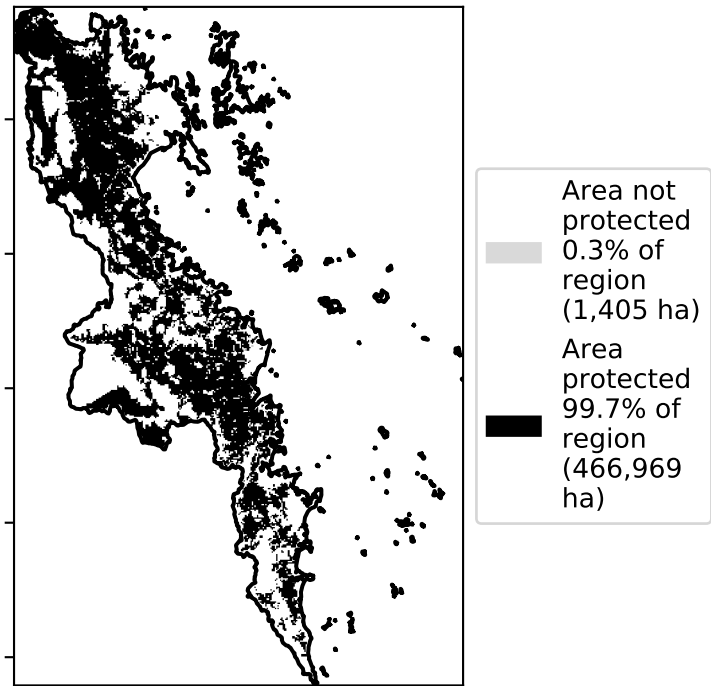 Area not
protected
0.3% of
region
(1,405 ha)
Area
protected
99.7% of
region
(466,969
ha)